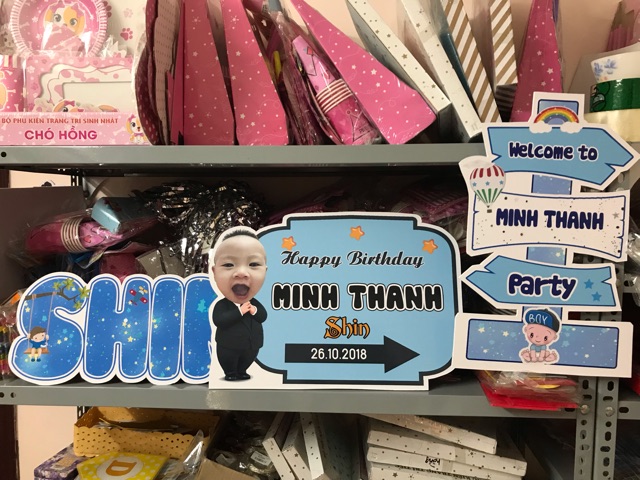 BỘ PHỤ KIỆN TRANG TRÍ SINH NHẬT
CHÓ HỒNG
SHIN
Happy Birthday
MINH THANH
Shin
26.10.2018
Welcome to
MINH THANH
Party
BOY
D